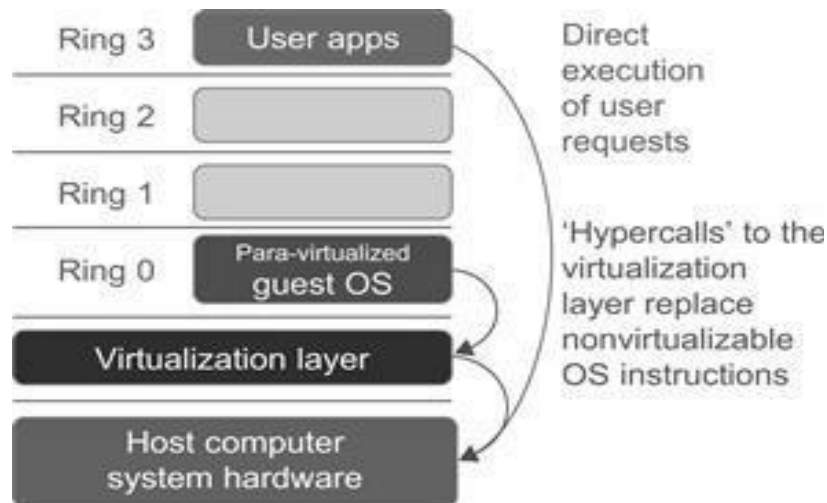 Ring 3
User apps
Direct
execution
of user
requests
Ring 2
Ring 1
Ring 0
Para-virtualized
guest OS
'Hypercalls' to the
virtualization
layer replace
nonvirtualizable
OS instructions
Virtualization layer
Host computer
system hardware